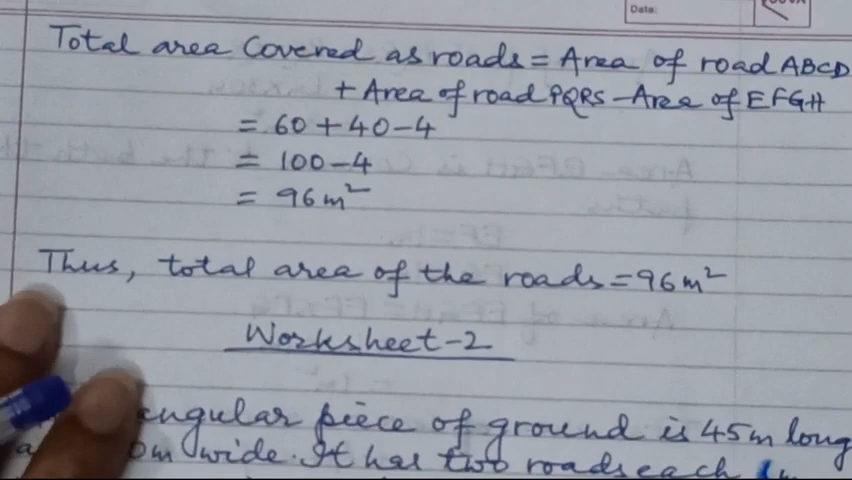 Data:
Total area Covered as roads = Area of road ABCD
+ Area of road PQRS - Area of EFGH
= 60 + 40 - 4
= 100 - 4
= 96 m²
Thus, total area of the roads = 96 m²
Worksheet-2
angular piece of ground is 45m long
wide. It has two roads each